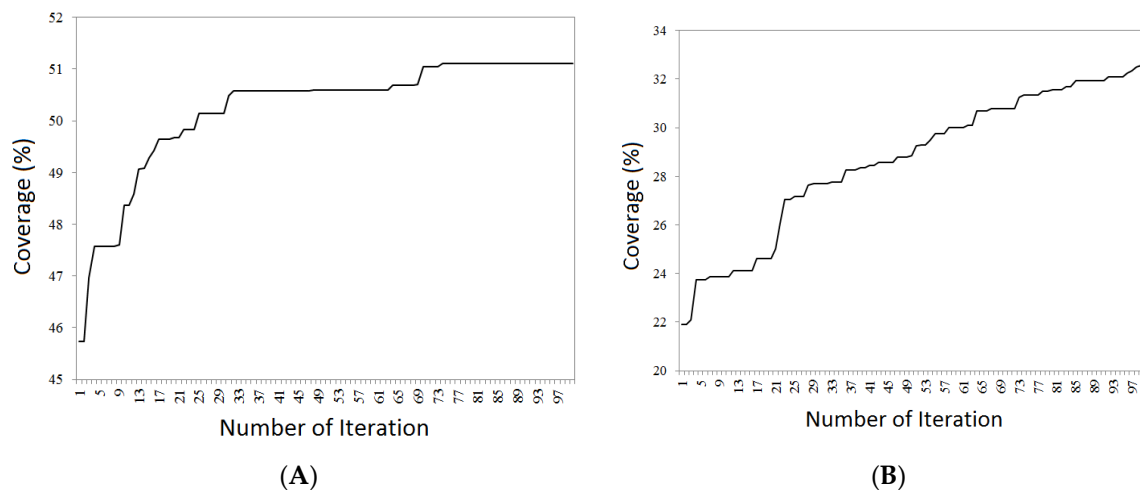 52
51
50
49
48
47
46
45
Coverage (%)
1 5 9 13 17 21 25 29 33 37 41 45 49 53 57 61 65 69 73 77 81 85 89 93 97
Number of Iteration
(A)
34
32
30
28
26
24
22
20
Coverage (%)
1 5 9 13 17 21 25 29 33 37 41 45 49 53 57 61 65 69 73 77 81 85 89 93 97
Number of Iteration
(B)